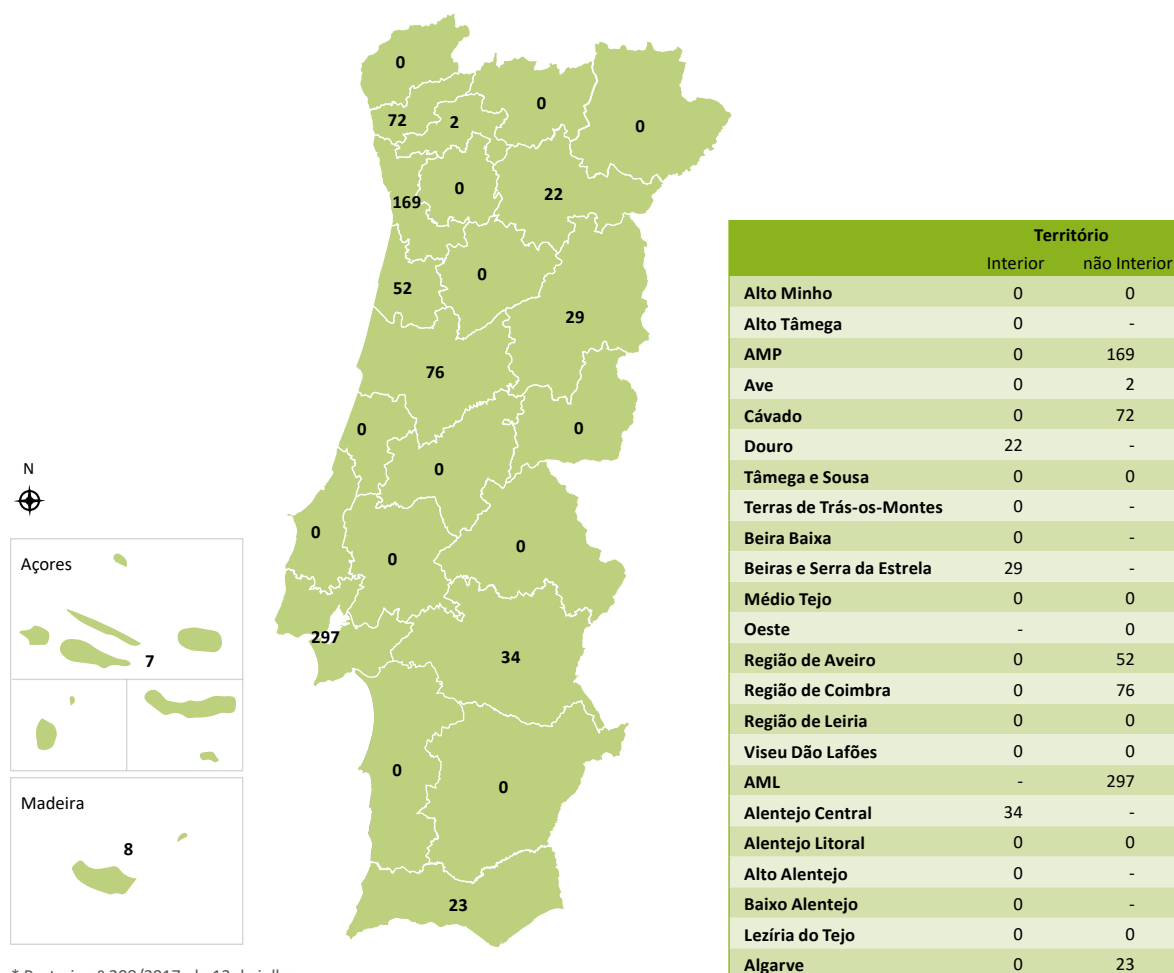 0
0
0
72
2
0
22
169
0
52
29
76
0
0
0
N
0
0
0
Açores
297
34
7
0
0
Madeira
8
23
Território
Interior não Interior
Alto Minho 0 0
Alto Tâmega 0 -
AMP 0 169
Ave 0 2
Cávado 0 72
Douro 22 -
Tâmega e Sousa 0 0
Terras de Trás-os-Montes 0 -
Beira Baixa 0 -
Beiras e Serra da Estrela 29 -
Médio Tejo 0 0
Oeste - 0
Região de Aveiro 0 52
Região de Coimbra 0 76
Região de Leiria 0 0
Viseu Dão Lafões 0 0
AML - 297
Alentejo Central 34 -
Alentejo Litoral 0 0
Alto Alentejo 0 -
Baixo Alentejo 0 -
Lezíria do Tejo 0 0
Algarve 0 23